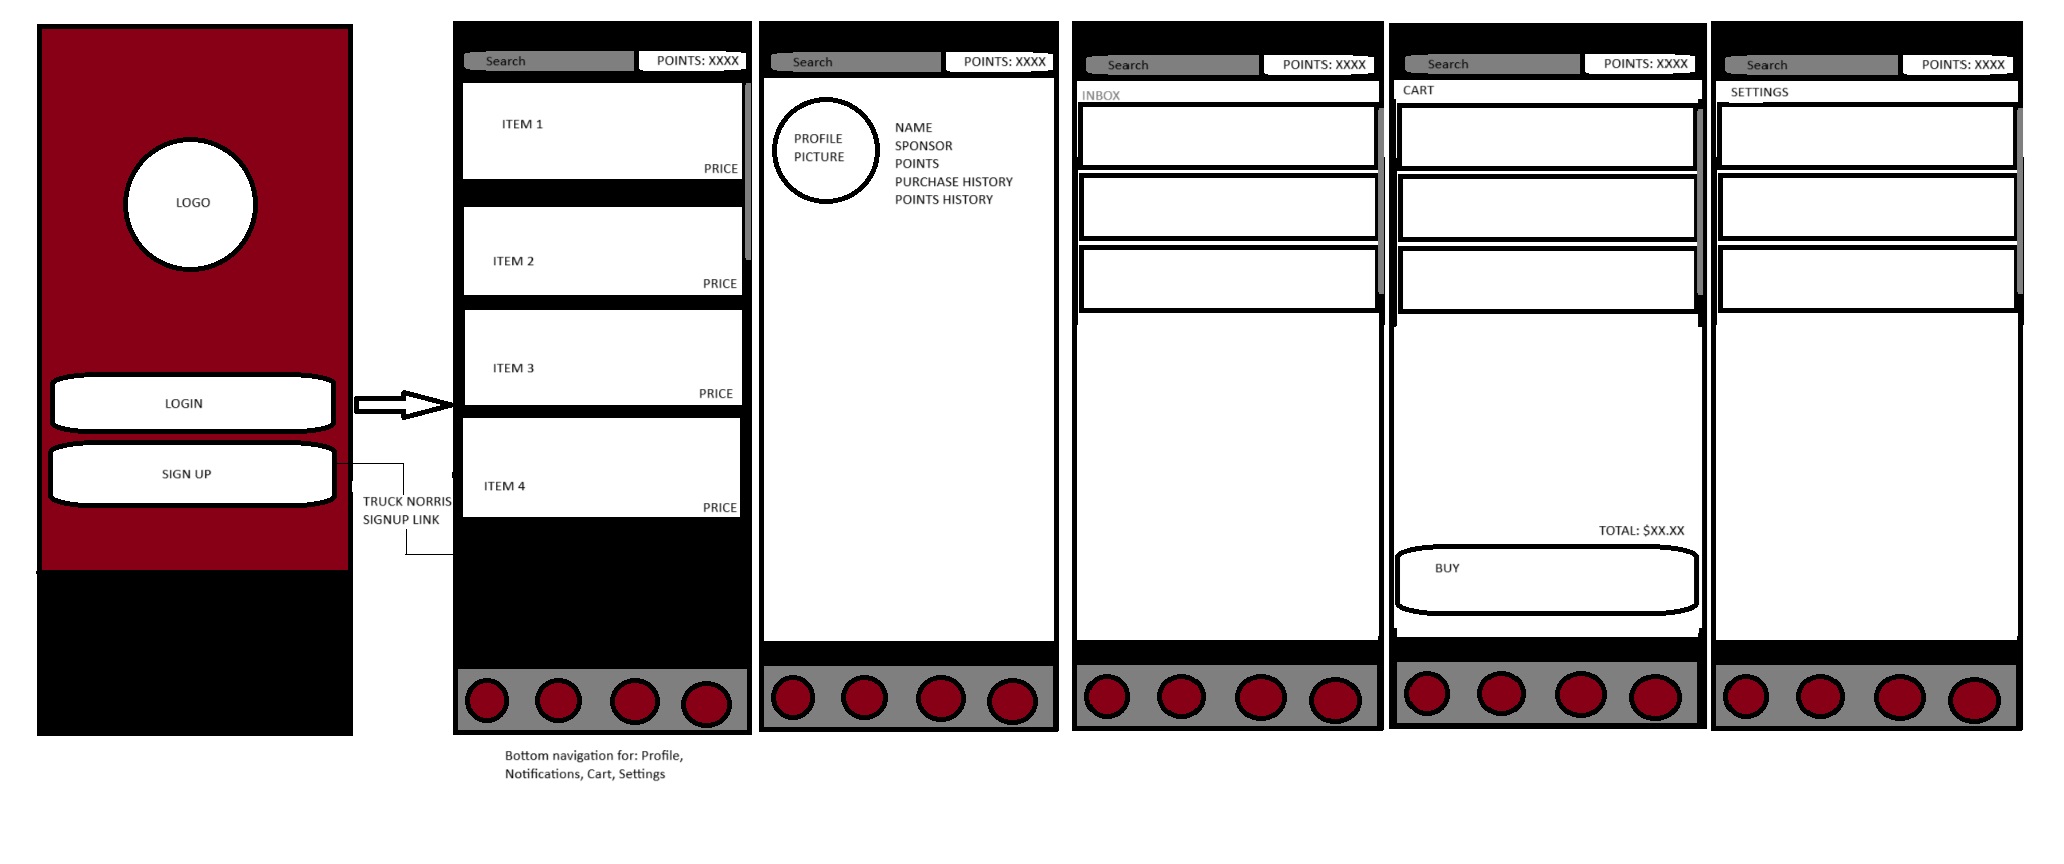 LOGO
LOGIN
SIGN UP
TRUCK NORRIS
SIGNUP LINK
Search
POINTS: XXXX
ITEM 1
PRICE
ITEM 2
PRICE
ITEM 3
PRICE
ITEM 4
PRICE
Bottom navigation for: Profile,
Notifications, Cart, Settings
Search
POINTS: XXXX
PROFILE
PICTURE
NAME
SPONSOR
POINTS
PURCHASE HISTORY
POINTS HISTORY
Search
POINTS: XXXX
INBOX
Search
POINTS: XXXX
CART
TOTAL: $XX.XX
BUY
Search
POINTS: XXXX
SETTINGS